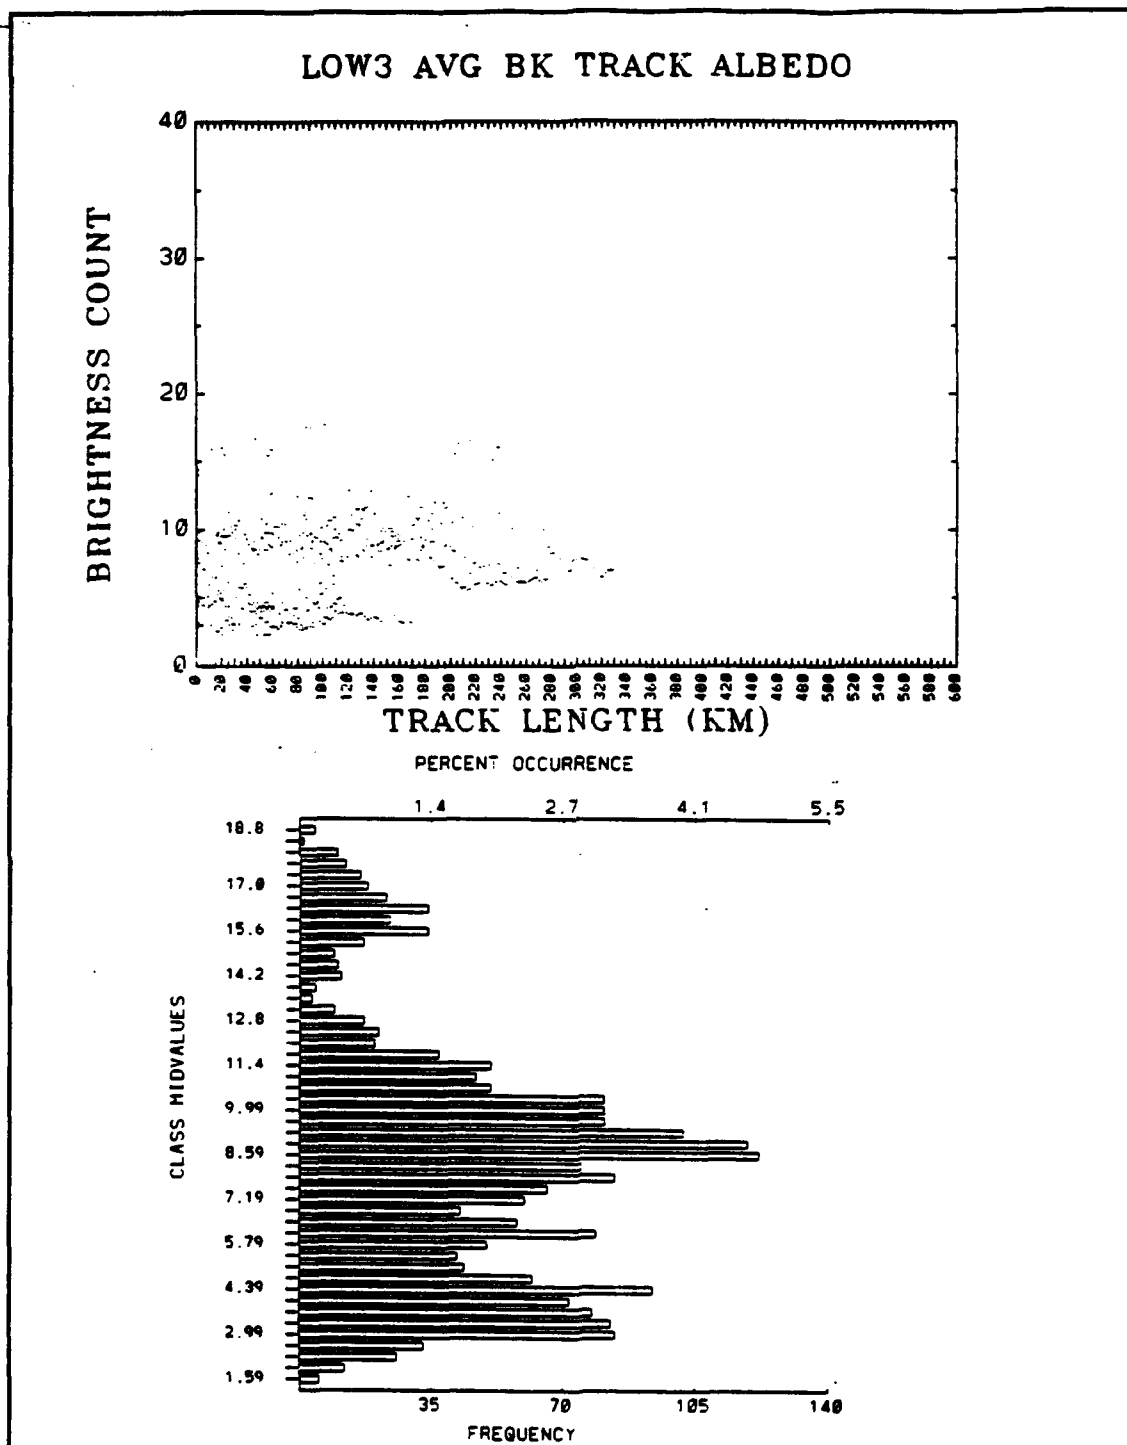 LOW3 AVG BK TRACK ALBEDO
40
30
20
10
0
BRIGHTNESS COUNT
0 20 40 60 80 100 120 140 160 180 200 220 240 260 280 300 320 340 360 380 400 420 440 460 480 500 520 540 560 580 600
TRACK LENGTH (KM)
PERCENT OCCURRENCE
1.4 2.7 4.1 5.5
18.8
17.0
15.6
14.2
12.8
11.4
9.99
8.59
7.19
5.79
4.39
2.99
1.59
CLASS MIDVALUES
35 70 105 140
FREQUENCY